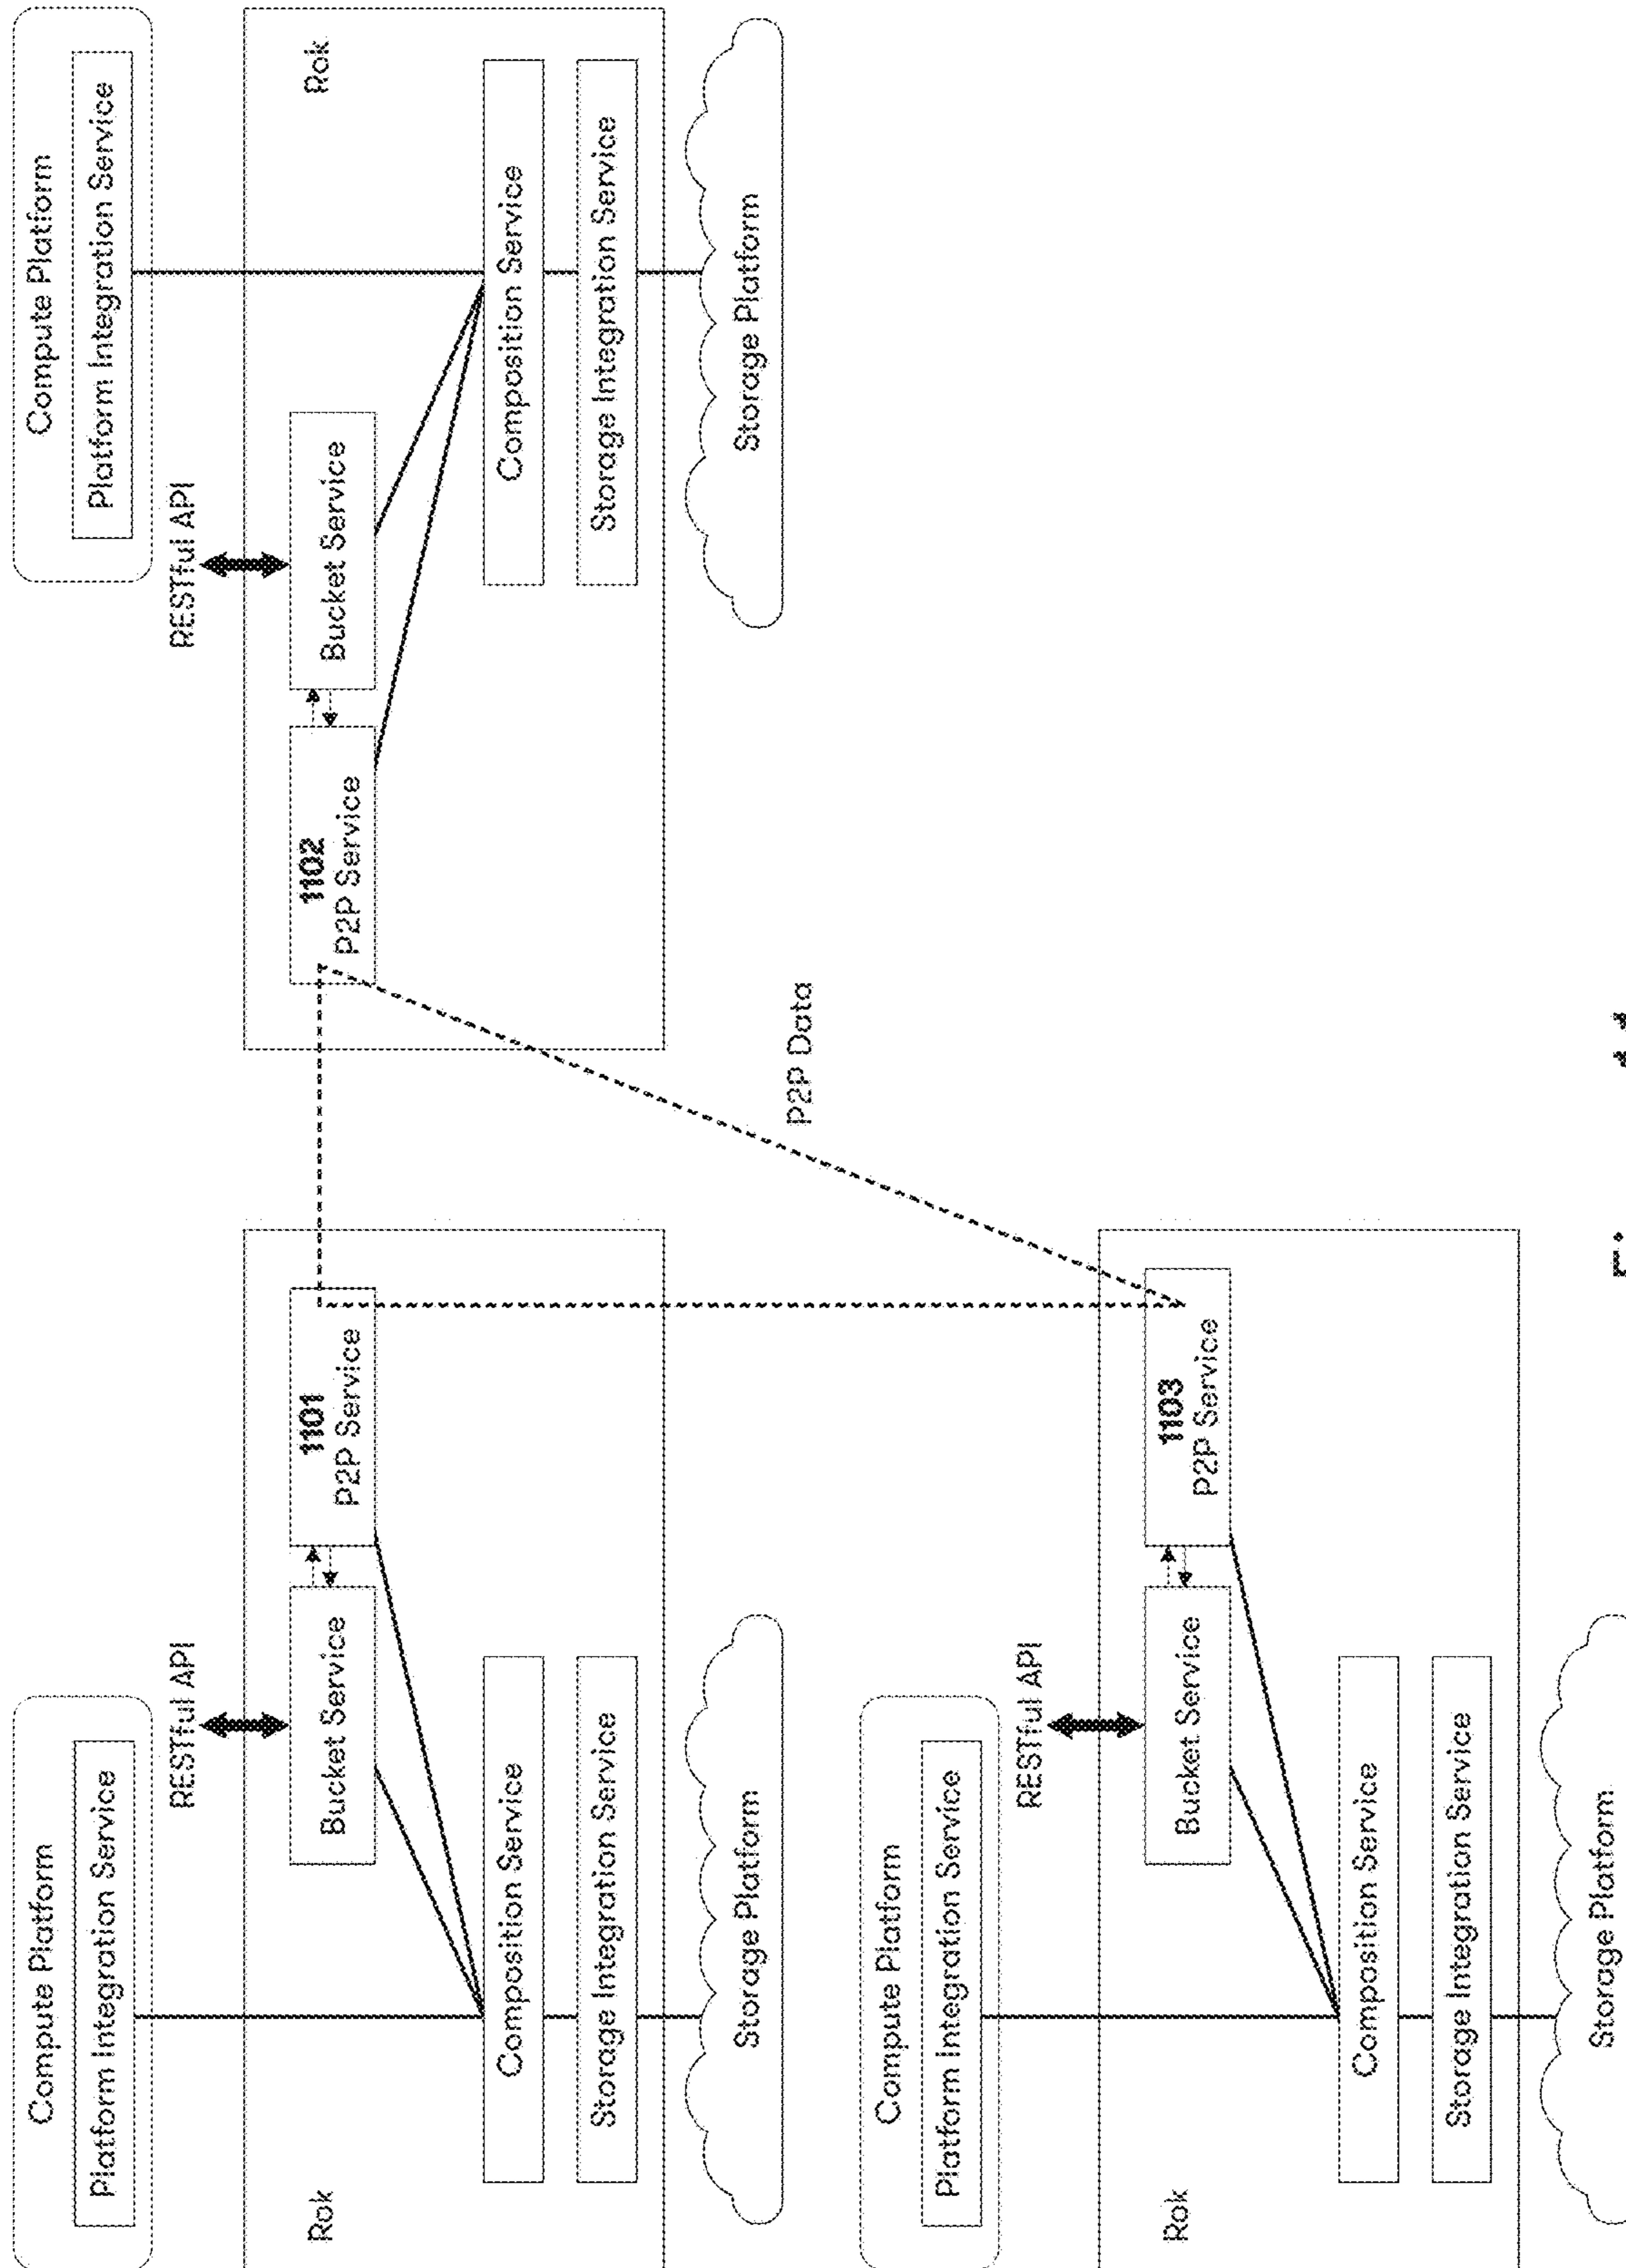 Compute Platform
Platform Integration Service
RESTful API
Rok
Bucket Service
1101
P2P Service
Composition Service
Storage Integration Service
Storage Platform
Compute Platform
Platform Integration Service
RESTful API
Rok
1102
P2P Service
Bucket Service
Composition Service
Storage Integration Service
Storage Platform
P2P Data
Compute Platform
Platform Integration Service
RESTful API
Rok
Bucket Service
1103
P2P Service
Composition Service
Storage Integration Service
Storage Platform